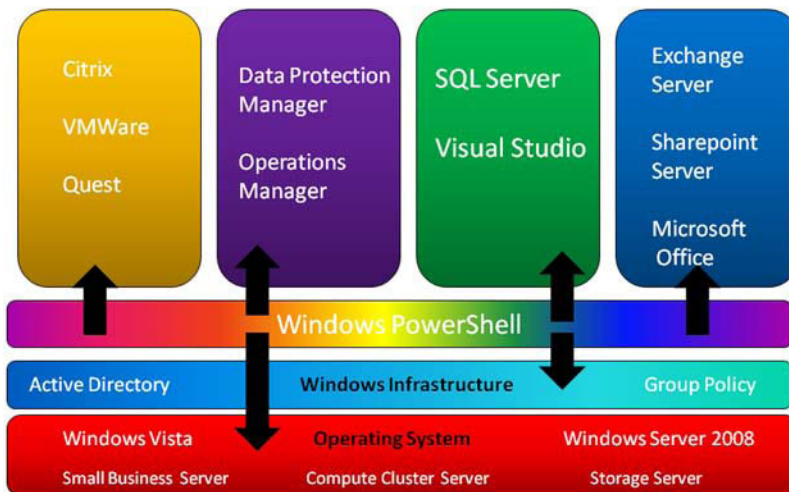 Citrix
VMWare
Quest
Data Protection
Manager
Operations
Manager
SQL Server
Visual Studio
Exchange
Server
Sharepoint
Server
Microsoft
Office
Windows PowerShell
Active Directory Windows Infrastructure Group Policy
Windows Vista Operating System Windows Server 2008
Small Business Server Compute Cluster Server Storage Server